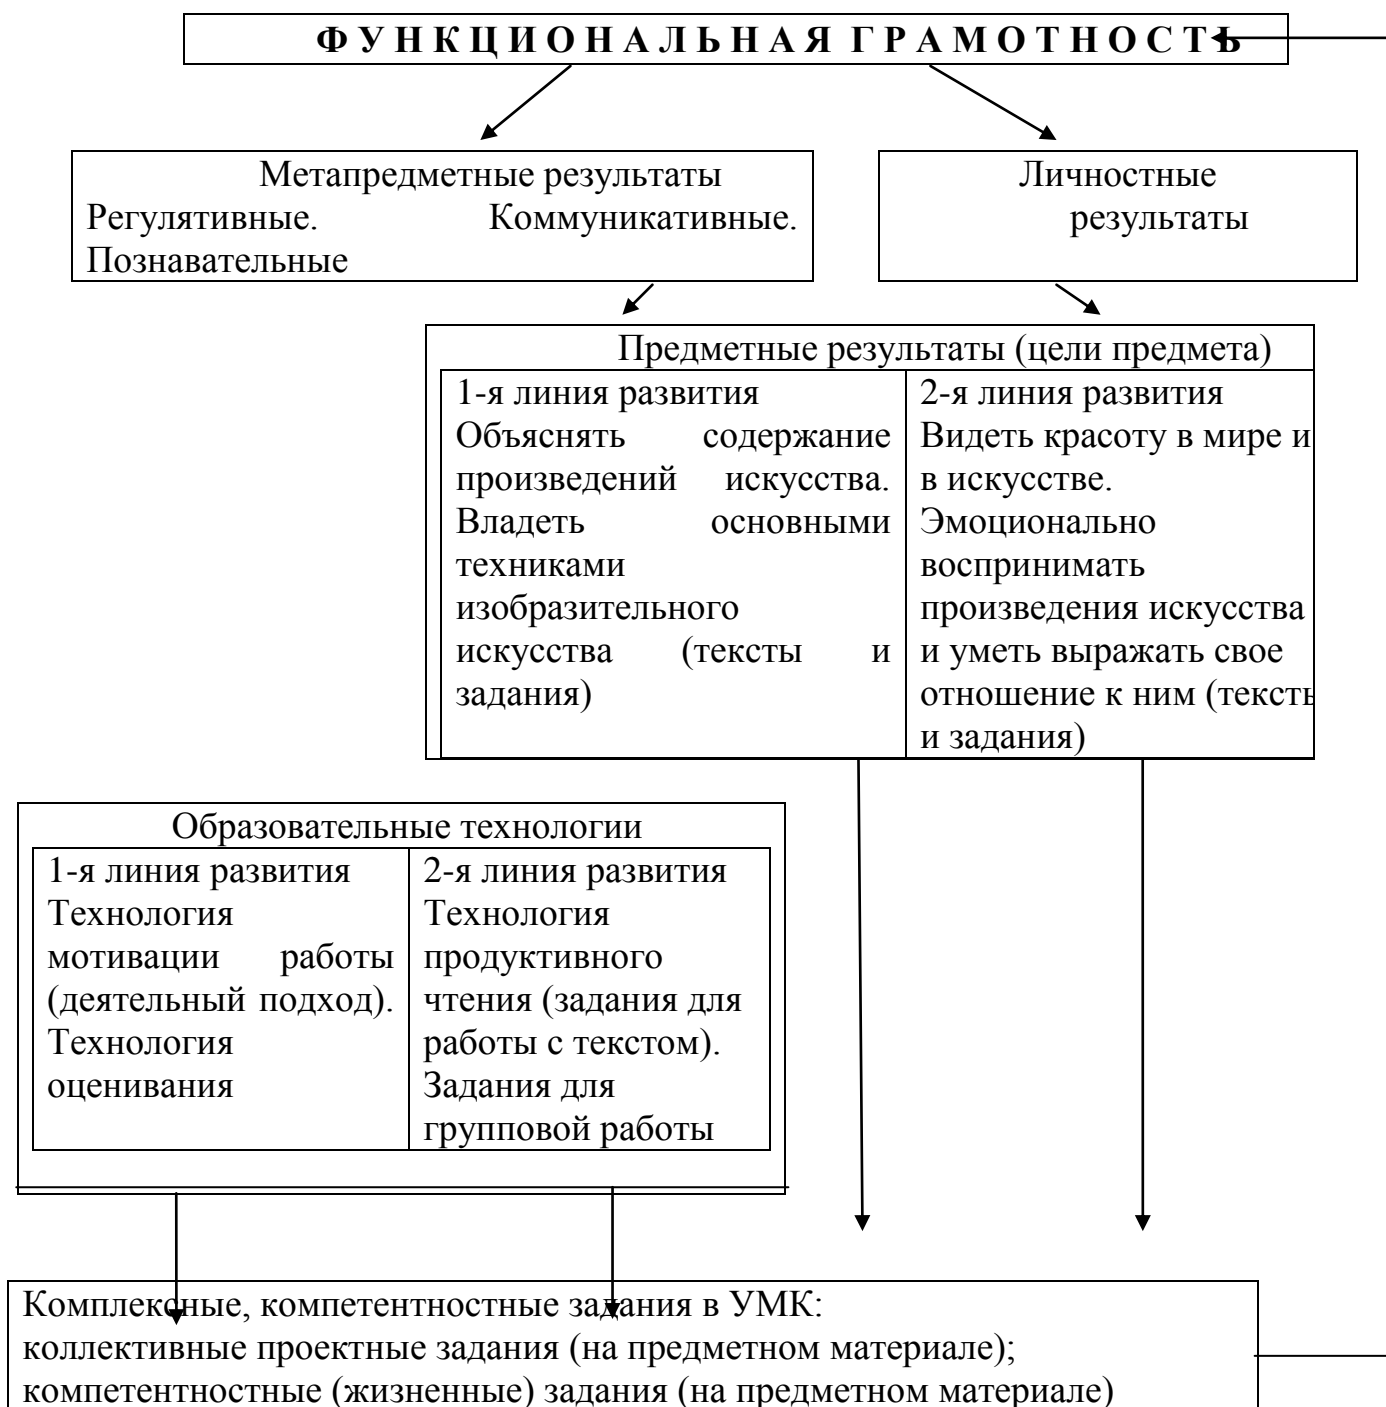 Ф У Н К Ц И О Н А Л Ь Н А Я Г Р А М О Т Н О С Т Ь
Метапредметные результаты
Регулятивные. Коммуникативные.
Познавательные
Личностные
результаты
Предметные результаты (цели предмета)
1-я линия развития
Объяснять содержание
произведений искусства.
Владеть основными
техниками
изобразительного
искусства (тексты и
задания)
2-я линия развития
Видеть красоту в мире и
в искусстве.
Эмоционально
воспринимать
произведения искусства
и уметь выражать свое
отношение к ним (тексты
и задания)
Образовательные технологии
1-я линия развития
Технология
мотивации работы
(деятельный подход).
Технология
оценивания
2-я линия развития
Технология
продуктивного
чтения (задания для
работы с текстом).
Задания для
групповой работы
Комплексные, компетентностные задания в УМК:
коллективные проектные задания (на предметном материале);
компетентностные (жизненные) задания (на предметном материале)